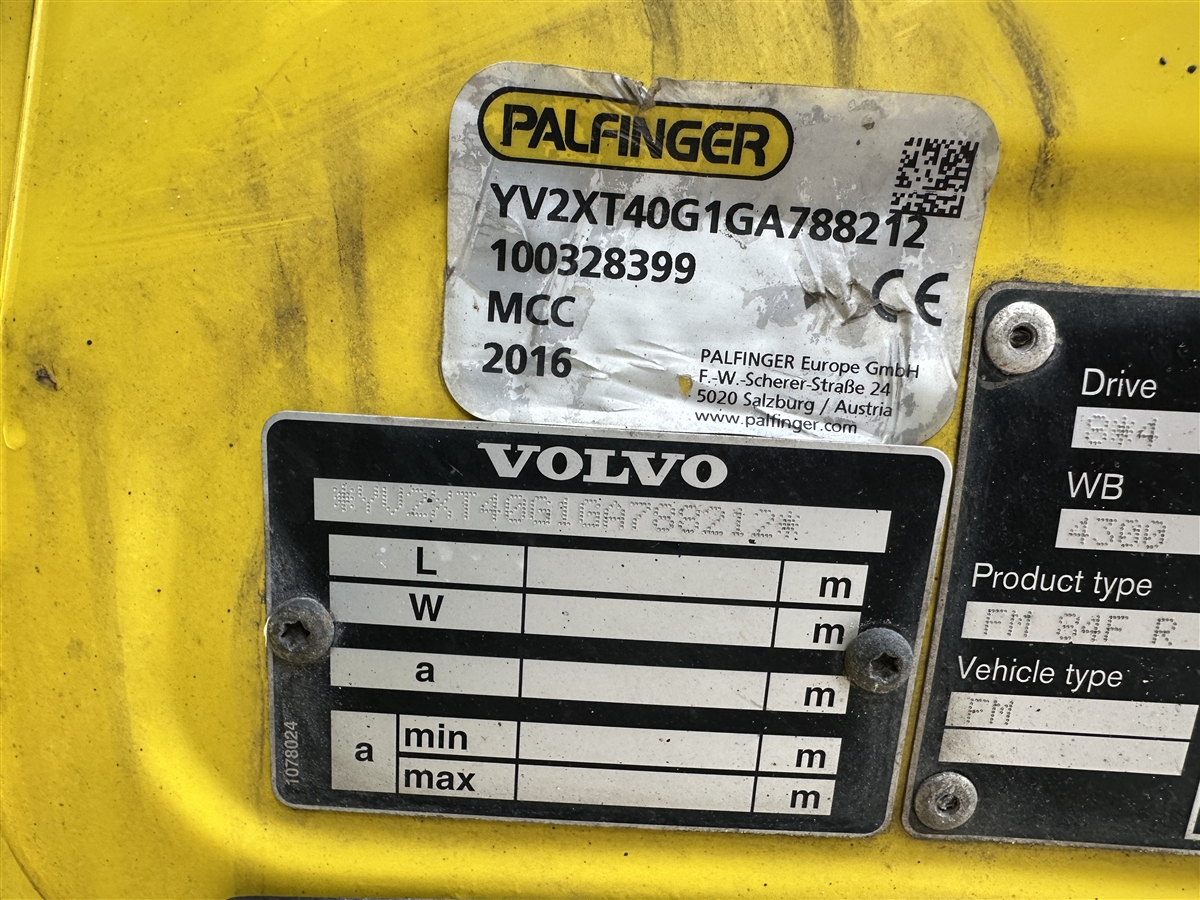 PALFINGER
YV2XT40G1GA788212
100328399
MCC
2016
CE
PALFINGER Europe GmbH
F.-W.-Scherer-Straße 24
5020 Salzburg / Austria
www.palfinger.com
VOLVO
*YV2XT40G1GA788212*
L m
W m
a m
a min m
max m
1078024
Drive
8*4
WB
4300
Product type
FM 84F R
Vehicle type
FM